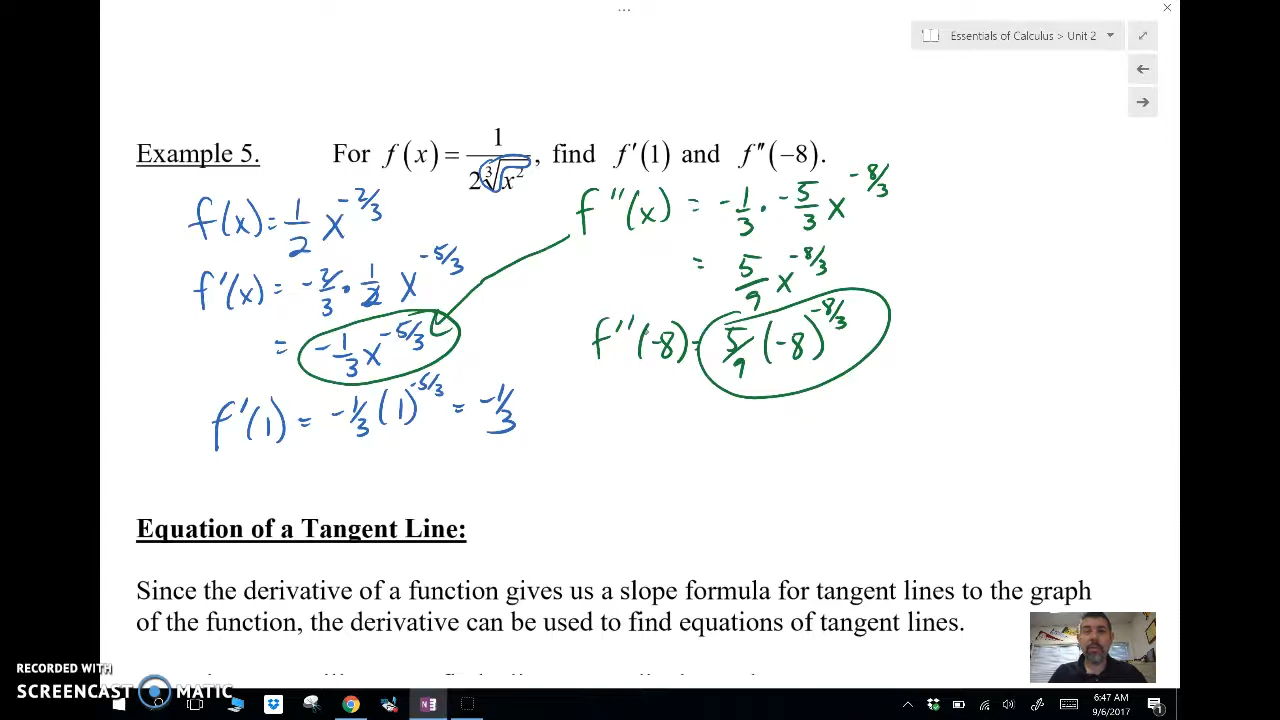 Essentials of Calculus > Unit 2
Example 5. For f(x) = 1/(2∛x²), find f′(1) and f″(–8).
f(x) = 1/2 x^(-2/3)
f′(x) = -2/3 · 1/2 x^(-5/3)
= -1/3 x^(-5/3)
f′(1) = -1/3 (1)^(-5/3) = -1/3
f″(x) = -1/3 · -5/3 x^(-8/3)
= 5/9 x^(-8/3)
f″(-8) = 5/9 (-8)^(-8/3)
Equation of a Tangent Line:
Since the derivative of a function gives us a slope formula for tangent lines to the graph
of the function, the derivative can be used to find equations of tangent lines.
RECORDED WITH
SCREENCAST MATIC
6:47 AM
9/6/2017